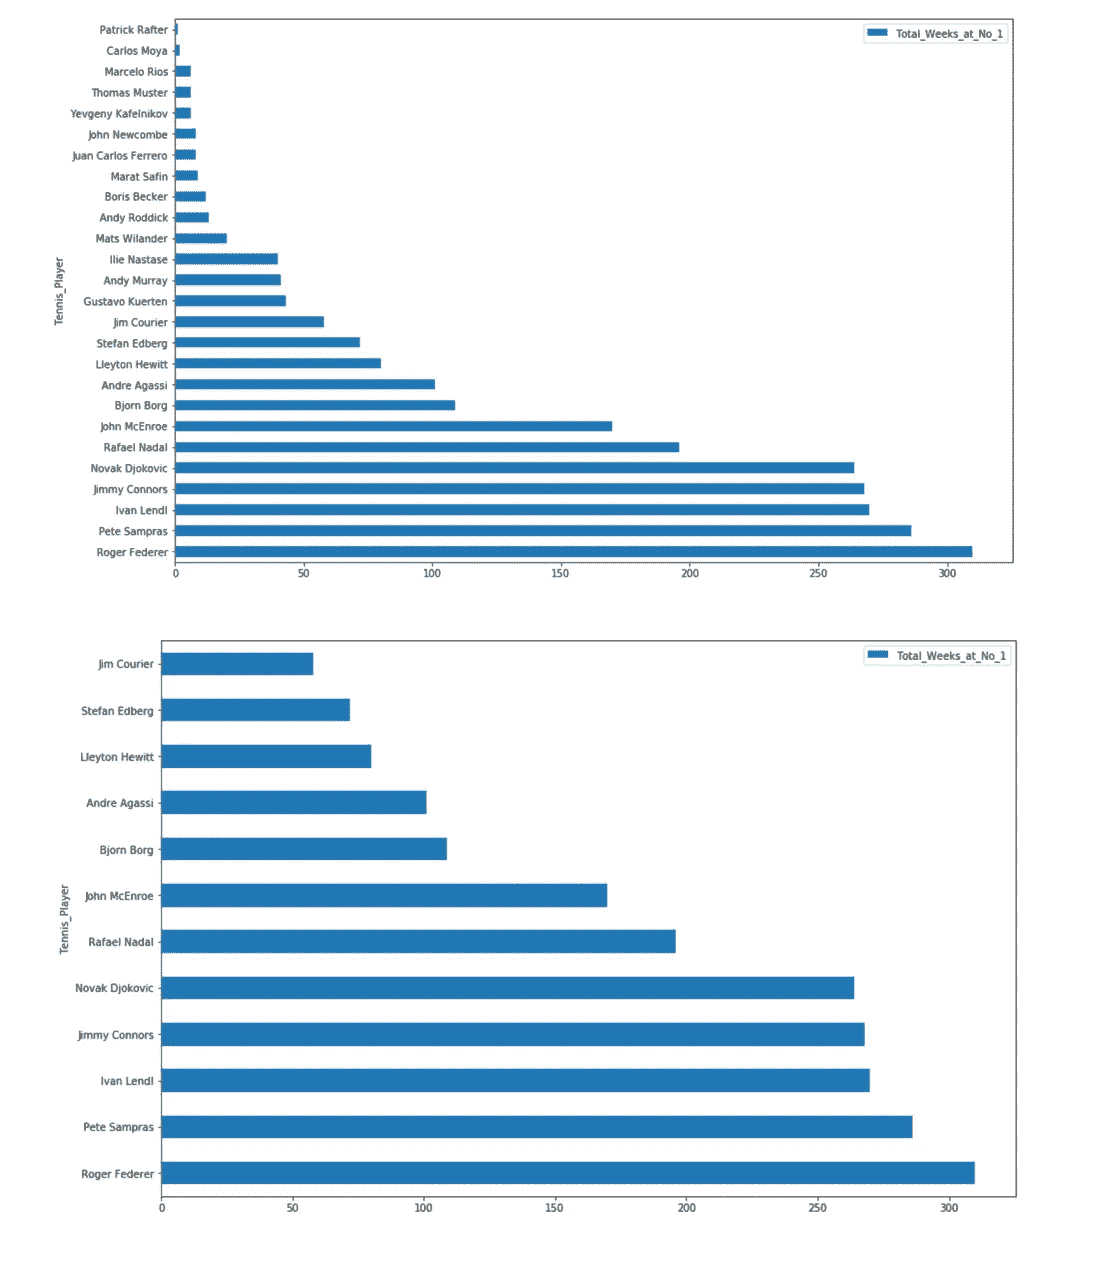 Total_Weeks_at_No_1
Tennis_Player
Patrick Rafter
Carlos Moya
Marcelo Rios
Thomas Muster
Yevgeny Kafelnikov
John Newcombe
Juan Carlos Ferrero
Marat Safin
Boris Becker
Andy Roddick
Mats Wilander
Ilie Nastase
Andy Murray
Gustavo Kuerten
Jim Courier
Stefan Edberg
Lleyton Hewitt
Andre Agassi
Bjorn Borg
John McEnroe
Rafael Nadal
Novak Djokovic
Jimmy Connors
Ivan Lendl
Pete Sampras
Roger Federer
0 50 100 150 200 250 300
Total_Weeks_at_No_1
Tennis_Player
Jim Courier
Stefan Edberg
Lleyton Hewitt
Andre Agassi
Bjorn Borg
John McEnroe
Rafael Nadal
Novak Djokovic
Jimmy Connors
Ivan Lendl
Pete Sampras
Roger Federer
0 50 100 150 200 250 300